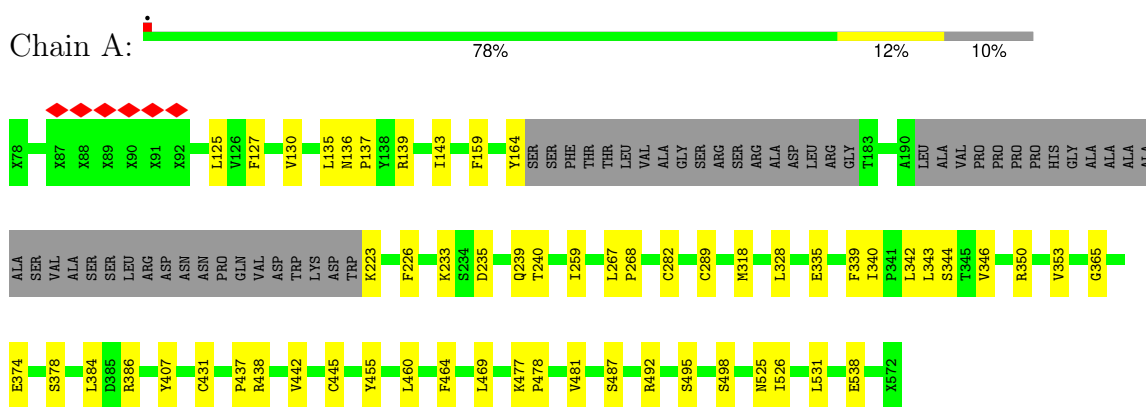 Chain A:
78% 12% 10%
X78 X87 X88 X89 X90 X91 X92 L125 V126 F127 V130 L135 N136 P137 Y138 R139 I143 F159 Y164 SER SER PHE THR THR LEU VAL ALA GLY SER ARG SER ARG ALA ASP LEU ARG GLY T183 A190 LEU ALA VAL PRO PRO PRO PRO HIS GLY ALA ALA ALA ALA
ALA SER VAL ALA SER SER LEU ARG ASP ASN ASN PRO GLN VAL ASP TRP LYS ASP TRP K223 F226 K233 S234 D235 Q239 T240 I259 L267 P268 C282 C289 M318 L328 E335 F339 I340 P341 L342 L343 S344 T345 V346 R350 V353 G365
E374 S378 L384 D385 R386 Y407 C431 P437 R438 V442 C445 Y455 L460 F464 L469 K477 P478 V481 S487 R492 S495 S498 N525 I526 L531 E538 X572